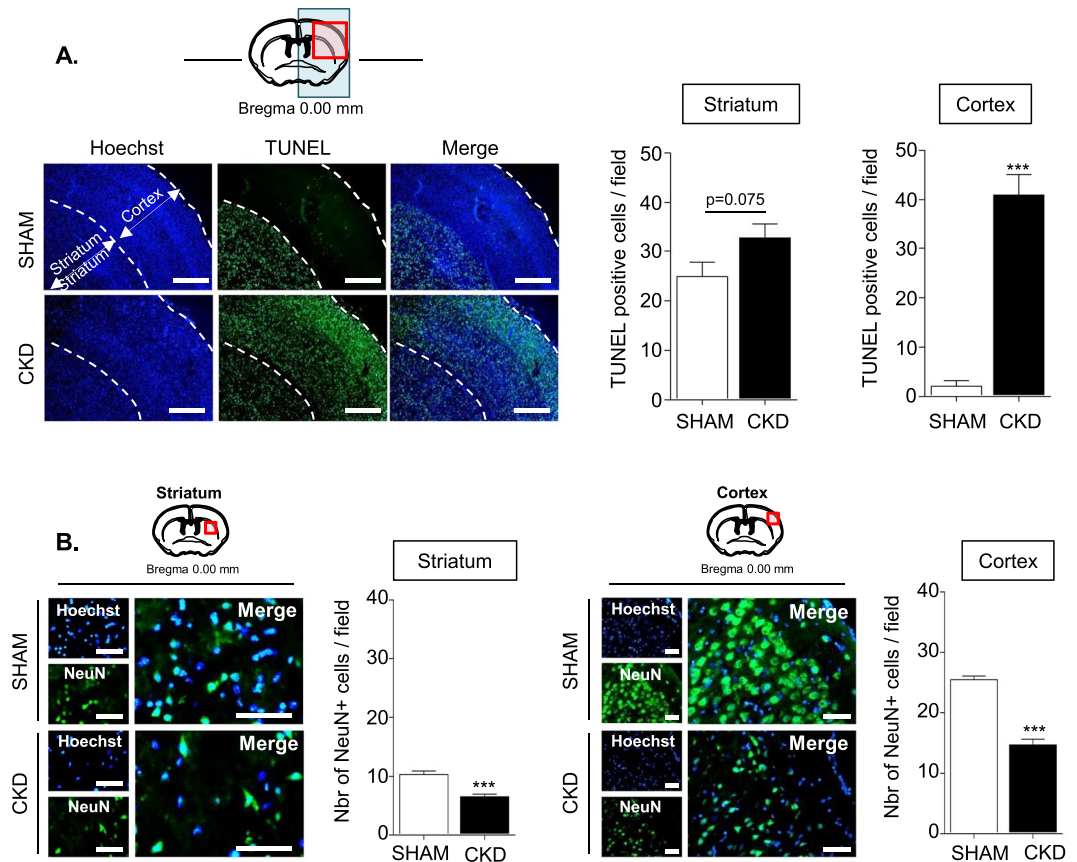 A.
Bregma 0.00 mm
Hoechst TUNEL Merge
SHAM
Cortex
Striatum
Striatum
CKD
Striatum
TUNEL positive cells / field
50
40
30
20
10
0
p=0.075
SHAM CKD
Cortex
TUNEL positive cells / field
50
40
30
20
10
0
***
SHAM CKD
B.
Striatum
Bregma 0.00 mm
SHAM
Hoechst
NeuN
Merge
CKD
Hoechst
NeuN
Merge
Striatum
Nbr of NeuN+ cells / field
40
30
20
10
0
***
SHAM CKD
Cortex
Bregma 0.00 mm
SHAM
Hoechst
NeuN
Merge
CKD
Hoechst
NeuN
Merge
Cortex
Nbr of NeuN+ cells / field
40
30
20
10
0
***
SHAM CKD